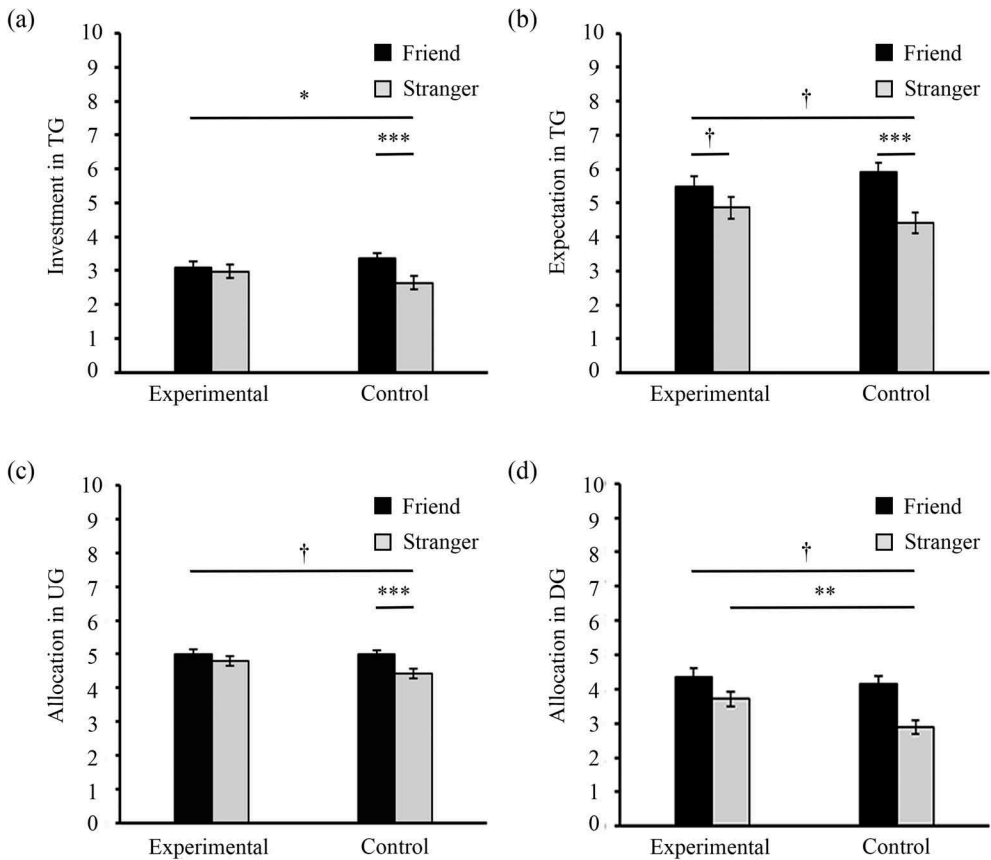 (a)
10
9
8
7
6
5
4
3
2
1
0
Investment in TG
Friend
Stranger
*
***
Experimental
Control
(b)
10
9
8
7
6
5
4
3
2
1
0
Expectation in TG
Friend
Stranger
†
†
***
Experimental
Control
(c)
10
9
8
7
6
5
4
3
2
1
0
Allocation in UG
Friend
Stranger
†
***
Experimental
Control
(d)
10
9
8
7
6
5
4
3
2
1
0
Allocation in DG
Friend
Stranger
†
**
Experimental
Control